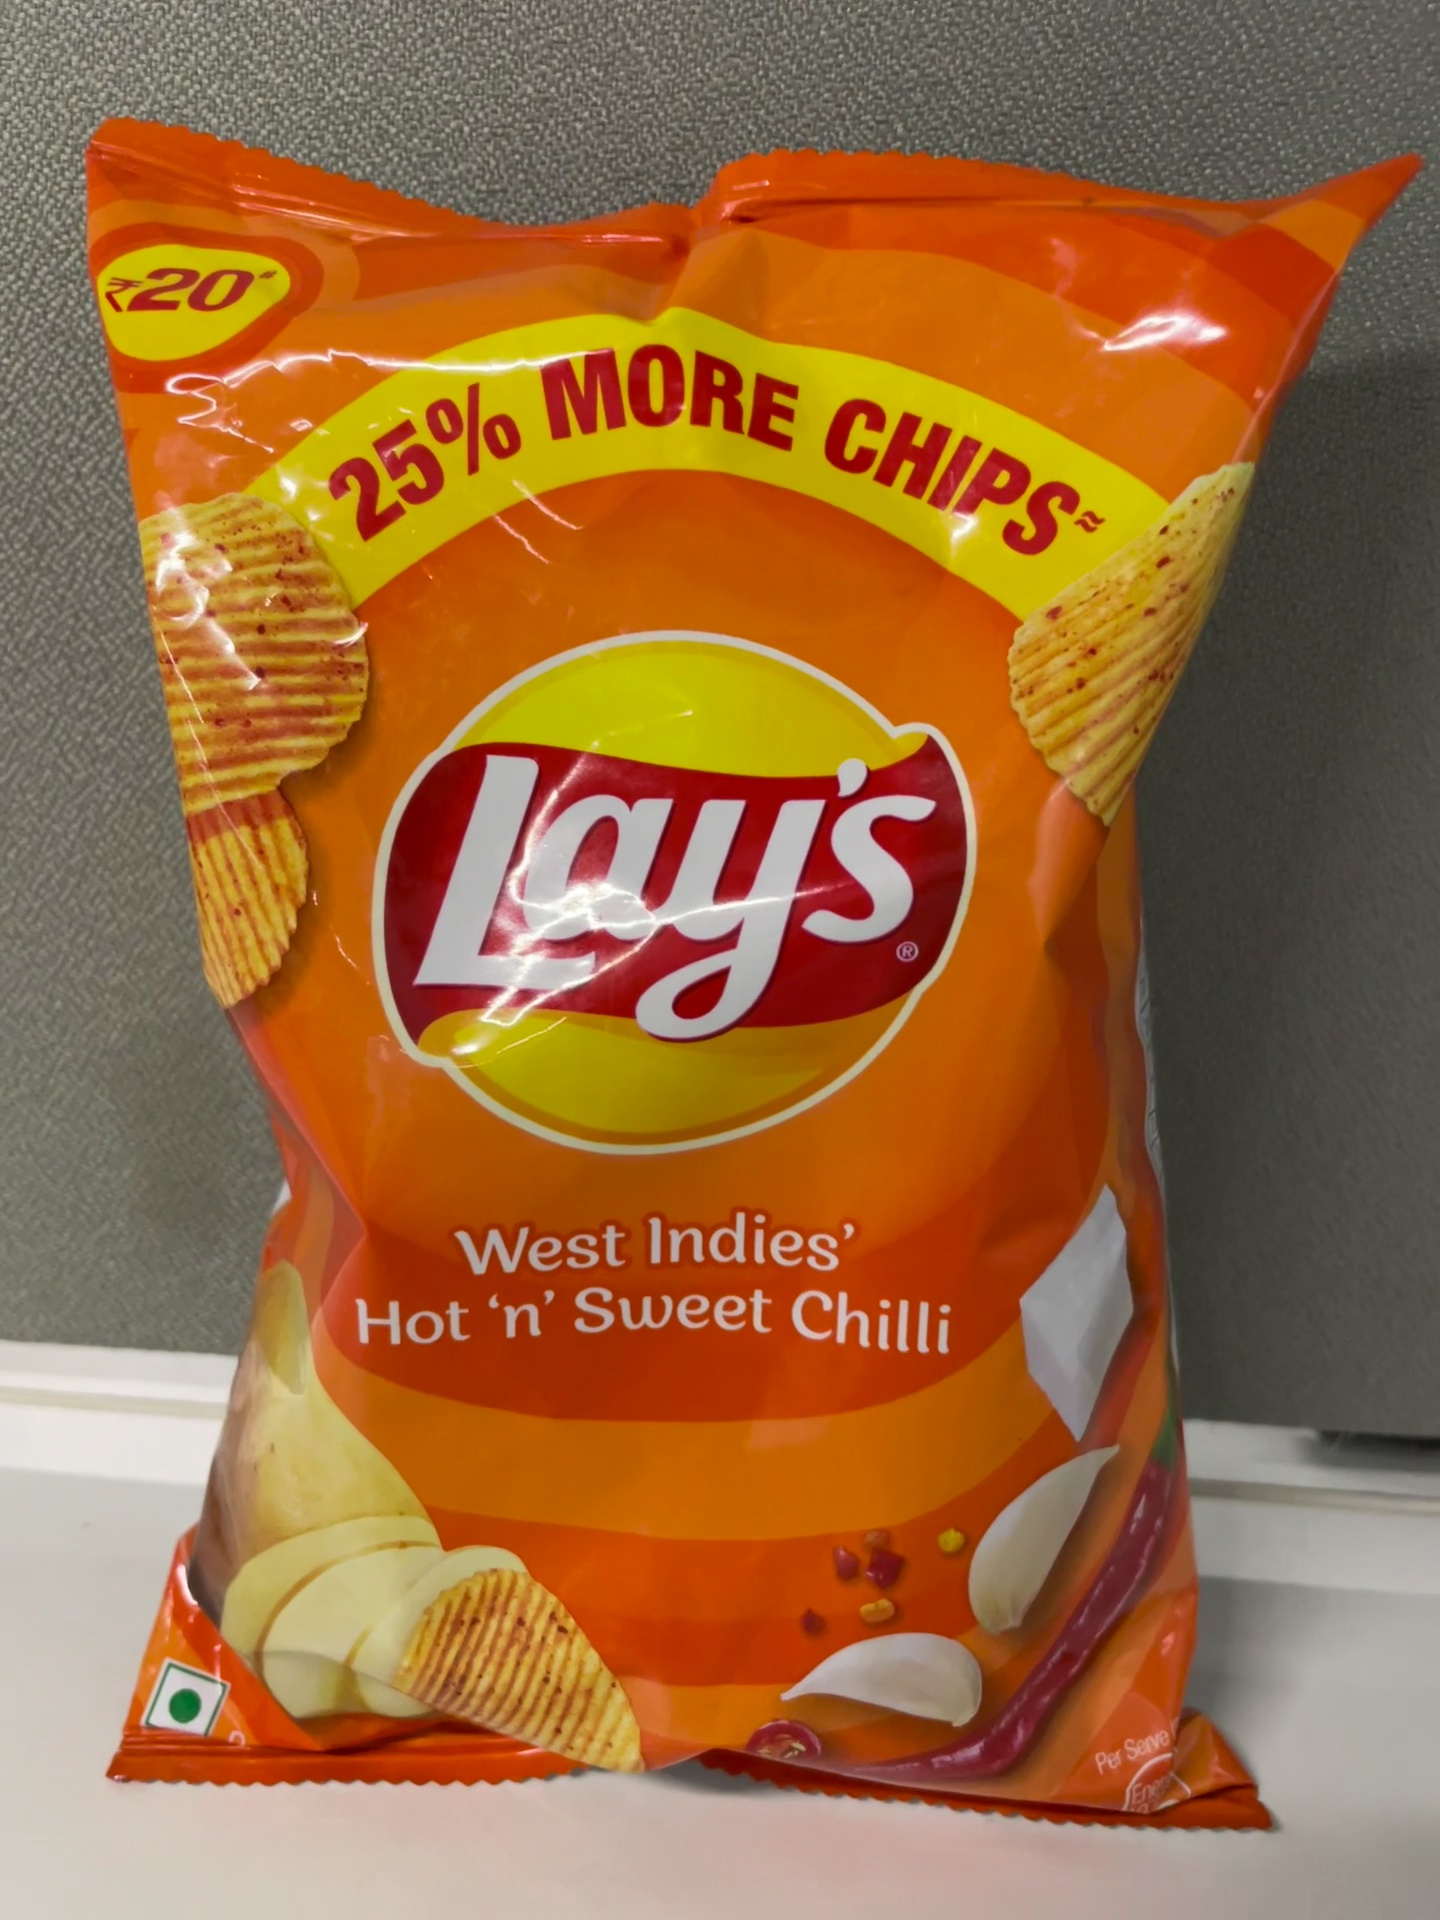 ₹20*
25% MORE CHIPS≈
Lay's
®
West Indies’
Hot ‘n’ Sweet Chilli
Per Serve